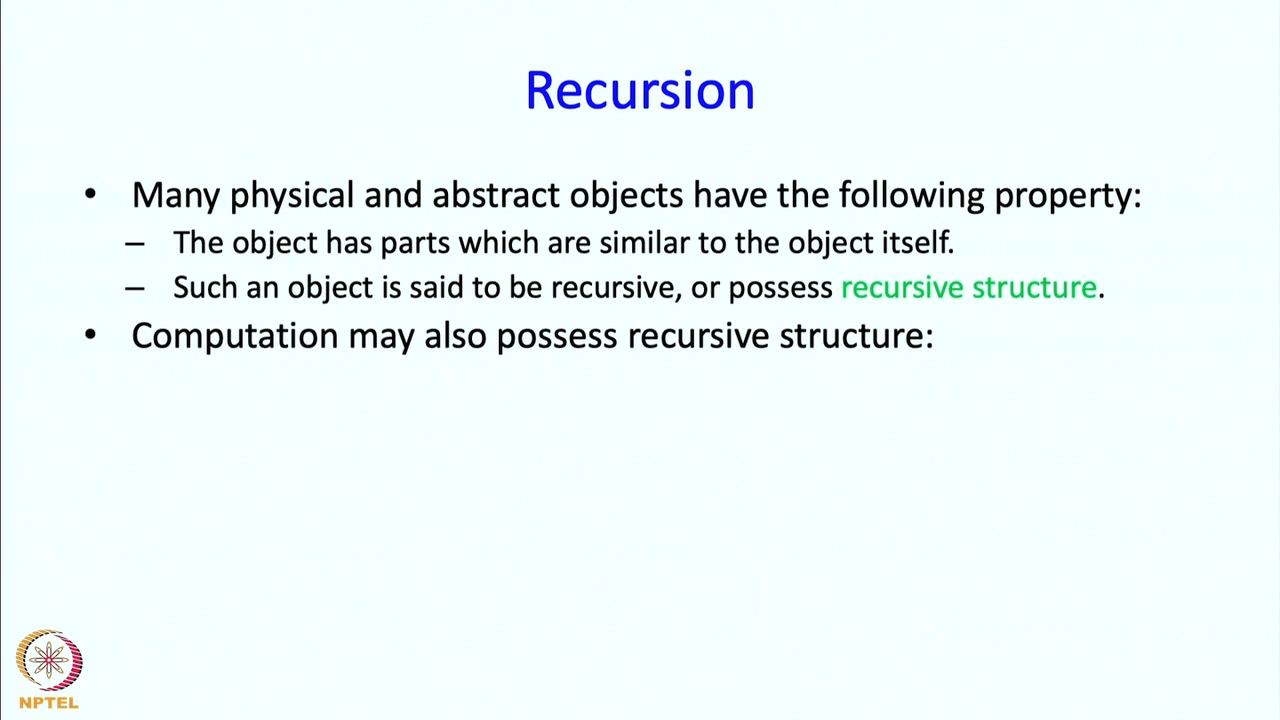 Recursion
• Many physical and abstract objects have the following property:
– The object has parts which are similar to the object itself.
– Such an object is said to be recursive, or possess recursive structure.
• Computation may also possess recursive structure:
NPTEL